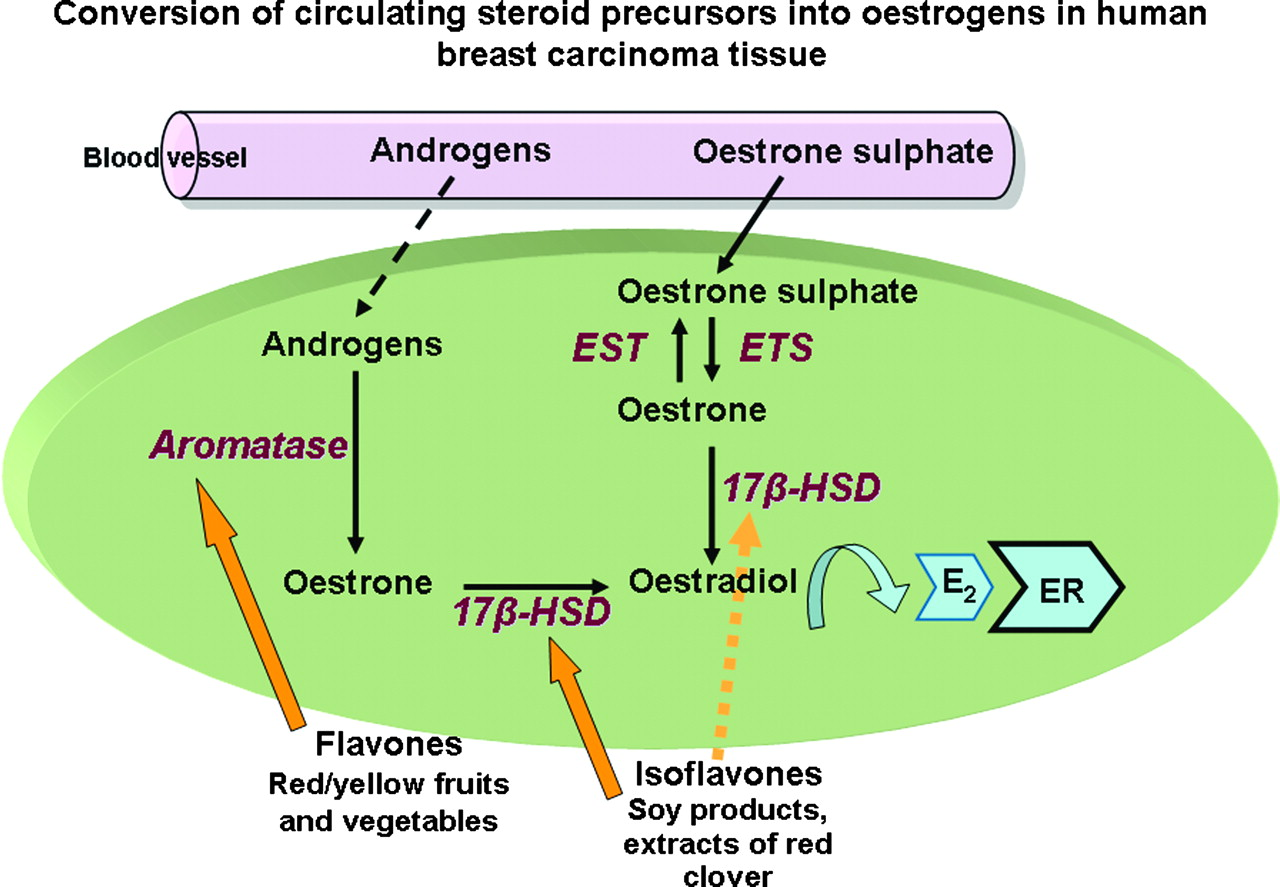 Conversion of circulating steroid precursors into oestrogens in human
breast carcinoma tissue
Blood vessel
Androgens
Oestrone sulphate
Oestrone sulphate
Androgens
EST
ETS
Oestrone
Aromatase
17β-HSD
Oestrone
17β-HSD
Oestradiol
E2
ER
Flavones
Red/yellow fruits
and vegetables
Isoflavones
Soy products,
extracts of red
clover